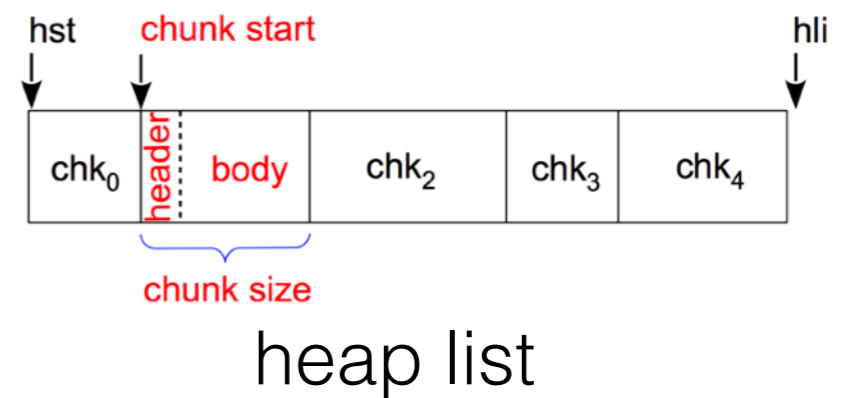 hst chunk start hli
chk₀ header body chk₂ chk₃ chk₄
chunk size
heap list